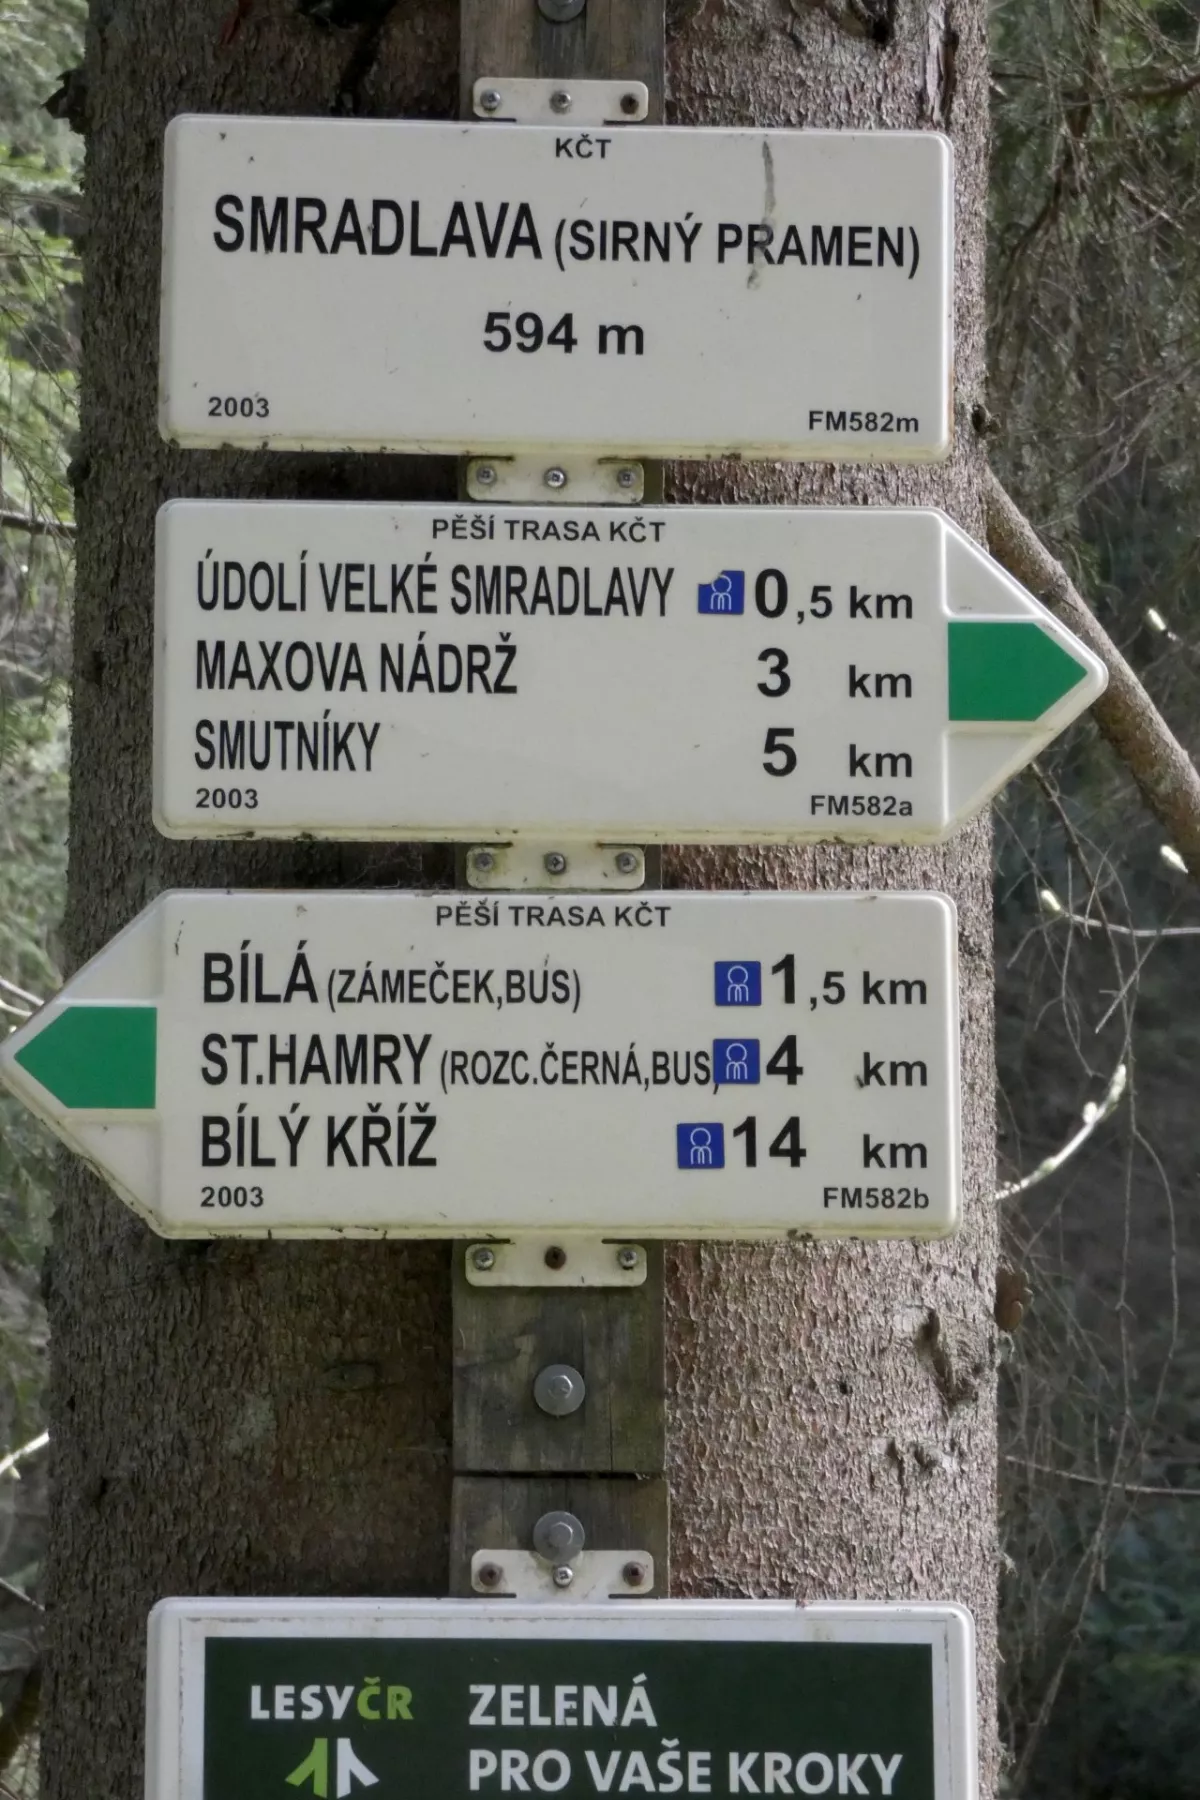 KČT
SMRADLAVA (SIRNÝ PRAMEN)
594 m
2003 FM582m
PĚŠÍ TRASA KČT
ÚDOLÍ VELKÉ SMRADLAVY 0,5 km
MAXOVA NÁDRŽ 3 km
SMUTNÍKY 5 km
2003 FM582a
PĚŠÍ TRASA KČT
BÍLÁ (ZÁMEČEK,BUS) 1,5 km
ST.HAMRY (ROZC.ČERNÁ,BUS) 4 km
BÍLÝ KŘÍŽ 14 km
2003 FM582b
LESYČR ZELENÁ
PRO VAŠE KROKY